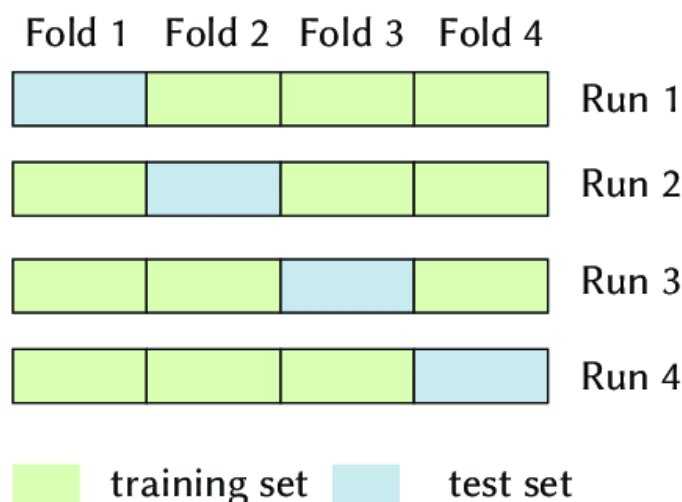 Fold 1 Fold 2 Fold 3 Fold 4
Run 1
Run 2
Run 3
Run 4
training set test set